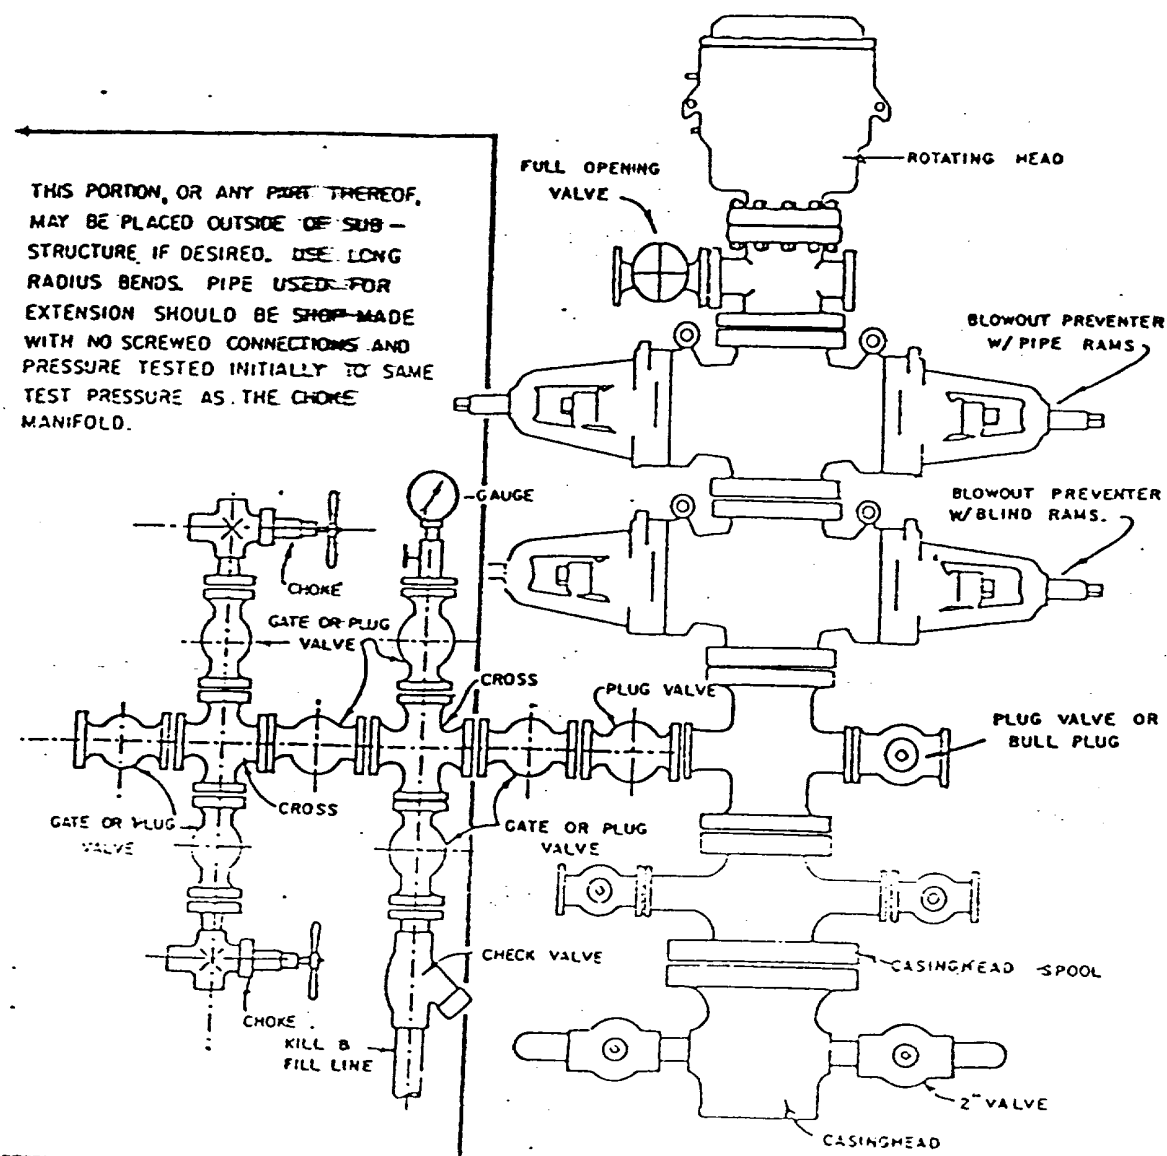 ROTATING HEAD
FULL OPENING
VALVE
THIS PORTION, OR ANY PART THEREOF,
MAY BE PLACED OUTSIDE OF SUB-
STRUCTURE IF DESIRED. USE LONG
RADIUS BENDS. PIPE USED FOR
EXTENSION SHOULD BE SHOP MADE
WITH NO SCREWED CONNECTIONS AND
PRESSURE TESTED INITIALLY TO SAME
TEST PRESSURE AS THE CHOKE
MANIFOLD.
BLOWOUT PREVENTER
W/ PIPE RAMS
GAUGE
BLOWOUT PREVENTER
W/ BLIND RAMS.
CHOKE
GATE OR PLUG
VALVE
CROSS
PLUG VALVE
PLUG VALVE OR
BULL PLUG
CROSS
GATE OR PLUG
VALVE
GATE OR PLUG
VALVE
CHECK VALVE
CASINGHEAD SPOOL
CHOKE
KILL &
FILL LINE
2" VALVE
CASINGHEAD